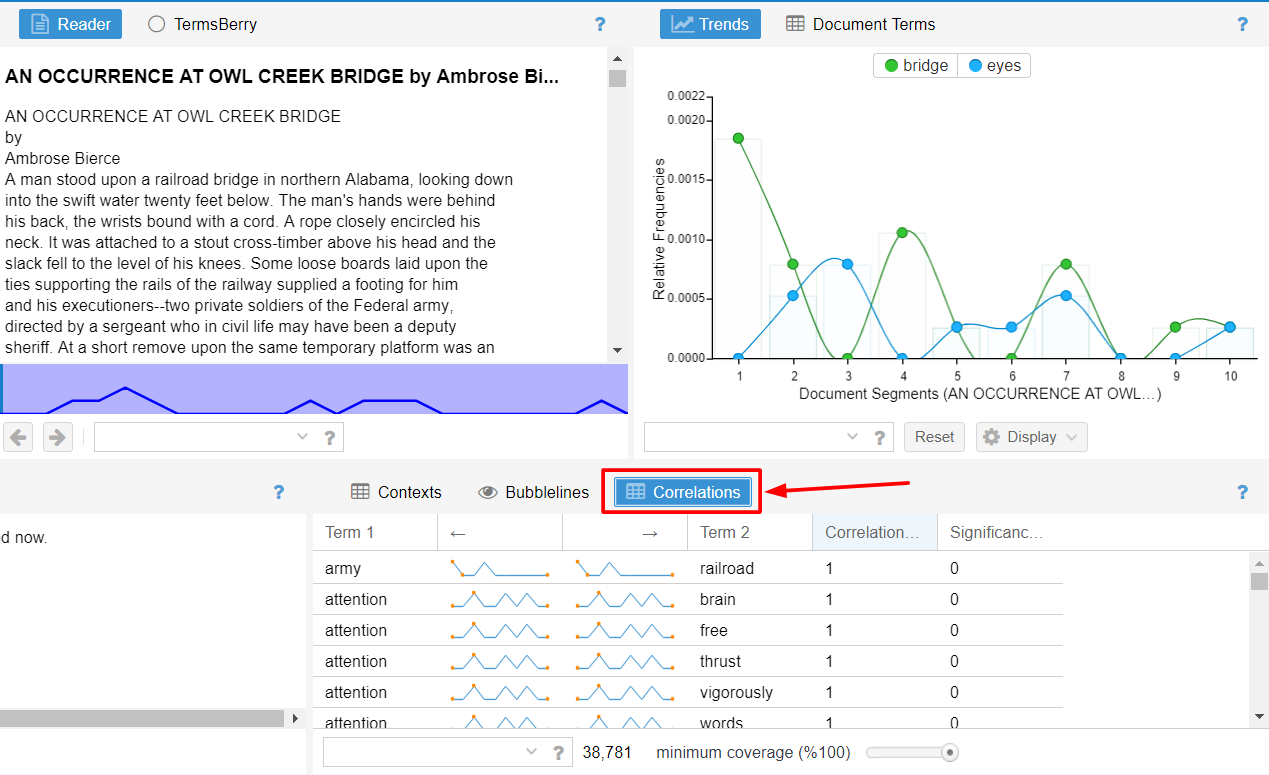 Reader
TermsBerry
?
AN OCCURRENCE AT OWL CREEK BRIDGE by Ambrose Bi...
AN OCCURRENCE AT OWL CREEK BRIDGE
by
Ambrose Bierce
A man stood upon a railroad bridge in northern Alabama, looking down
into the swift water twenty feet below. The man's hands were behind
his back, the wrists bound with a cord. A rope closely encircled his
neck. It was attached to a stout cross-timber above his head and the
slack fell to the level of his knees. Some loose boards laid upon the
ties supporting the rails of the railway supplied a footing for him
and his executioners--two private soldiers of the Federal army,
directed by a sergeant who in civil life may have been a deputy
sheriff. At a short remove upon the same temporary platform was an
?
Trends
Document Terms
?
bridge
eyes
Relative Frequencies
0.0022
0.0020
0.0015
0.0010
0.0005
0.0000
1 2 3 4 5 6 7 8 9 10
Document Segments (AN OCCURRENCE AT OWL...)
?
Reset
Display
?
d now.
Contexts
Bubblelines
Correlations
?
Term 1 ← → Term 2 Correlation... Significanc...
army railroad 1 0
attention brain 1 0
attention free 1 0
attention thrust 1 0
attention vigorously 1 0
attention words 1 0
?
38,781
minimum coverage (%100)